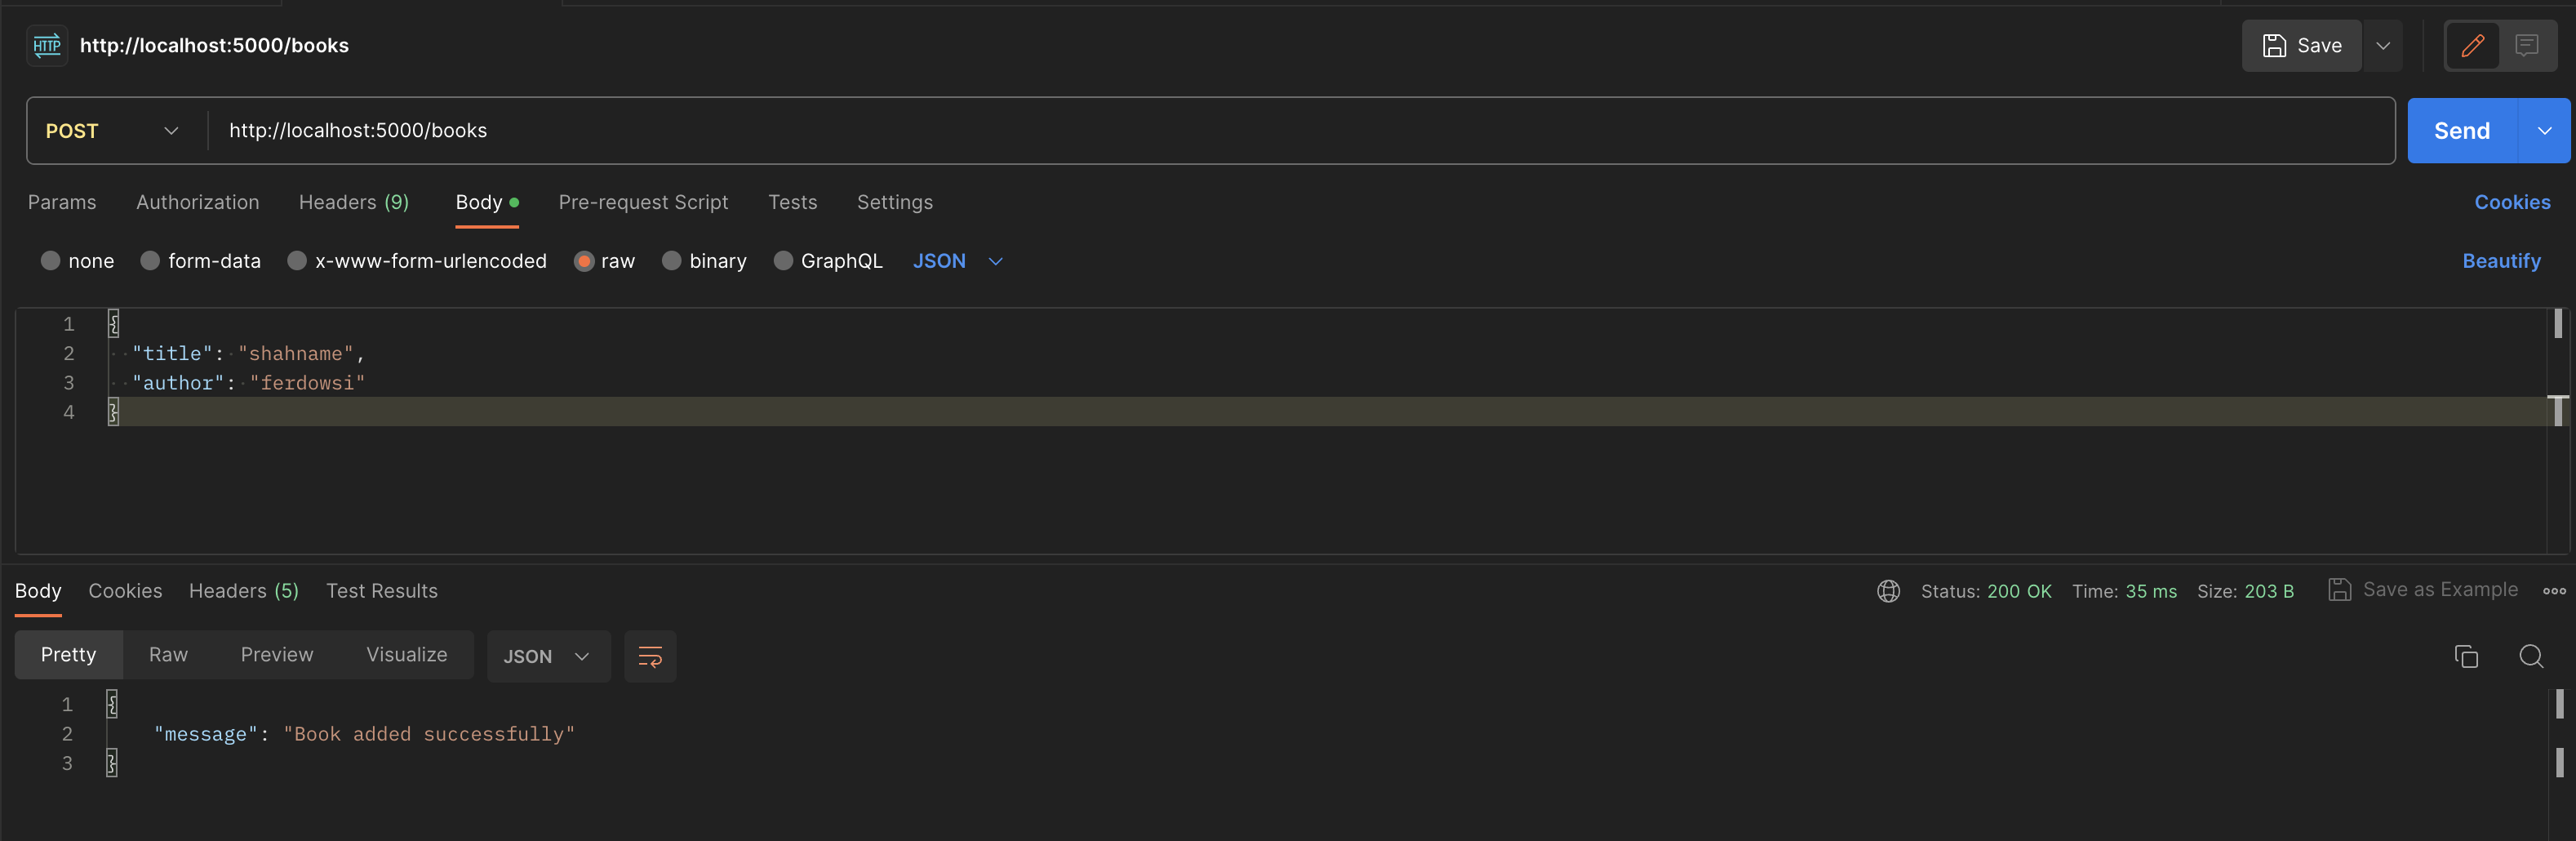 HTTP http://localhost:5000/books Save
POST http://localhost:5000/books Send
Params Authorization Headers (9) Body Pre-request Script Tests Settings Cookies
none form-data x-www-form-urlencoded raw binary GraphQL JSON Beautify
1 {
2 "title": "shahname",
3 "author": "ferdowsi"
4 }
Body Cookies Headers (5) Test Results Status: 200 OK Time: 35 ms Size: 203 B Save as Example
Pretty Raw Preview Visualize JSON
1 {
2 "message": "Book added successfully"
3 }